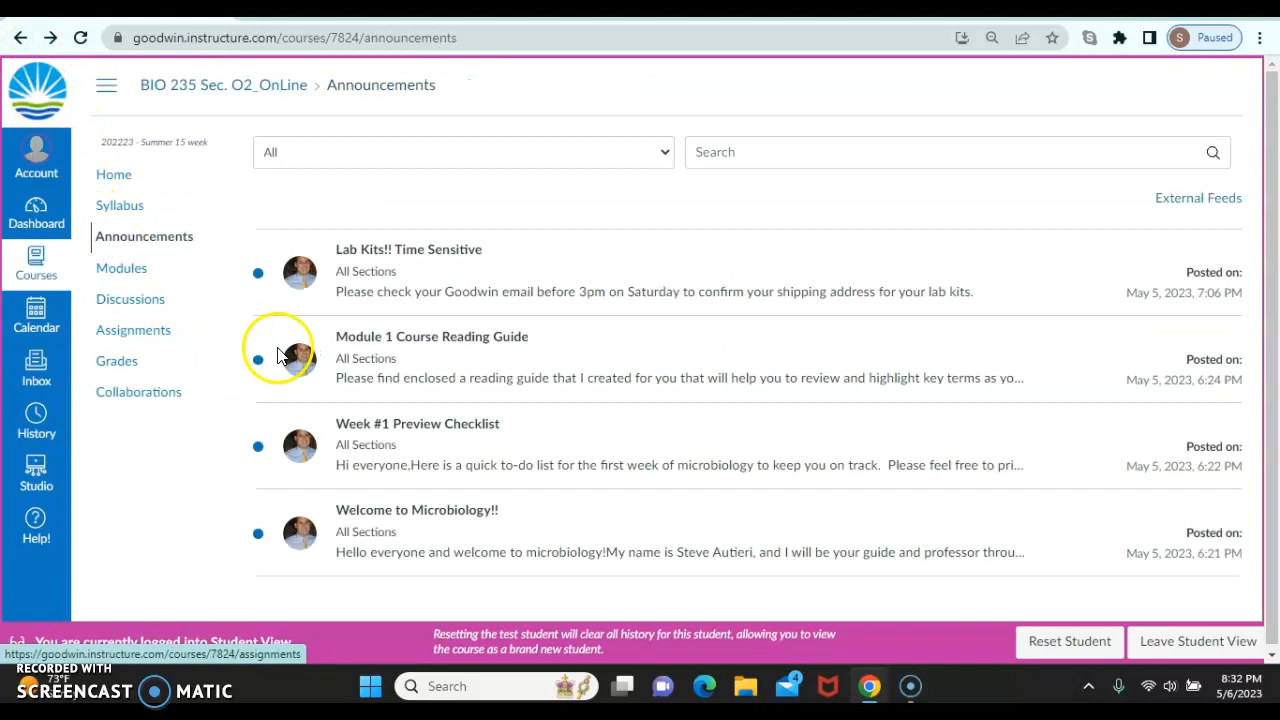 goodwin.instructure.com/courses/7824/announcements
S Paused
BIO 235 Sec. O2_OnLine > Announcements
202223 - Summer 15 week
Home
Syllabus
Announcements
Modules
Discussions
Assignments
Grades
Collaborations
Account
Dashboard
Courses
Calendar
Inbox
History
Studio
Help!
All
Search
External Feeds
Lab Kits!! Time Sensitive
All Sections
Please check your Goodwin email before 3pm on Saturday to confirm your shipping address for your lab kits.
Posted on:
May 5, 2023, 7:06 PM
Module 1 Course Reading Guide
All Sections
Please find enclosed a reading guide that I created for you that will help you to review and highlight key terms as yo...
Posted on:
May 5, 2023, 6:24 PM
Week #1 Preview Checklist
All Sections
Hi everyone,Here is a quick to-do list for the first week of microbiology to keep you on track. Please feel free to pri...
Posted on:
May 5, 2023, 6:22 PM
Welcome to Microbiology!!
All Sections
Hello everyone and welcome to microbiology!My name is Steve Autieri, and I will be your guide and professor throu...
Posted on:
May 5, 2023, 6:21 PM
You are currently logged into Student View
Resetting the test student will clear all history for this student, allowing you to view
the course as a brand new student.
Reset Student
Leave Student View
https://goodwin.instructure.com/courses/7824/assignments
RECORDED WITH
SCREENCAST MATIC
73°F
Search
4
8:32 PM
5/6/2023